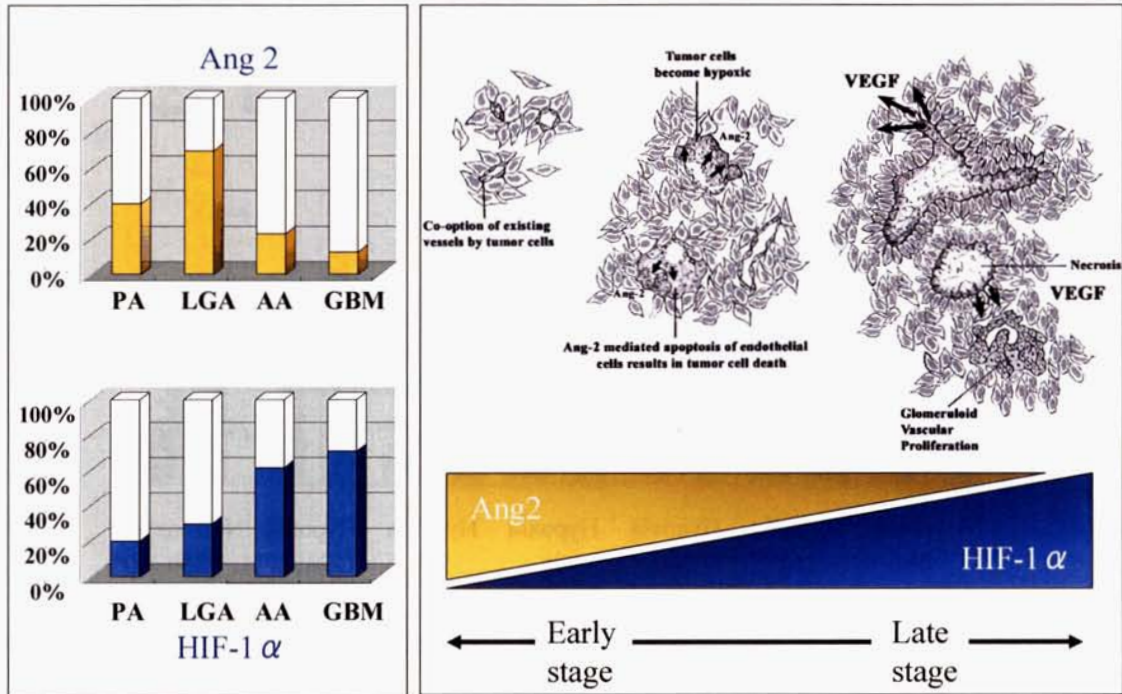 Ang 2
100%
80%
60%
40%
20%
0%
PA LGA AA GBM
100%
80%
60%
40%
20%
0%
PA LGA AA GBM
HIF-1 α
Tumor cells
become hypoxic
Ang-2
Co-option of existing
vessels by tumor cells
Ang-2
Ang-2 mediated apoptosis of endothelial
cells results in tumor cell death
VEGF
Necrosis
VEGF
Glomeruloid
Vascular
Proliferation
Ang2
HIF-1 α
Early
stage
Late
stage